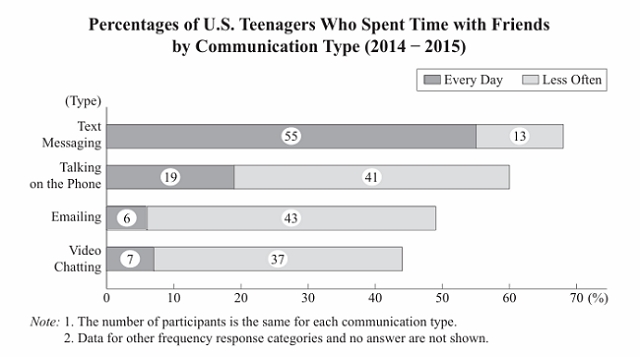 Percentages of U.S. Teenagers Who Spent Time with Friends
by Communication Type (2014 − 2015)
Every Day Less Often
(Type)
Text
Messaging
55 13
Talking
on the Phone
19 41
Emailing 6 43
Video
Chatting
7 37
0 10 20 30 40 50 60 70 (%)
Note: 1. The number of participants is the same for each communication type.
2. Data for other frequency response categories and no answer are not shown.